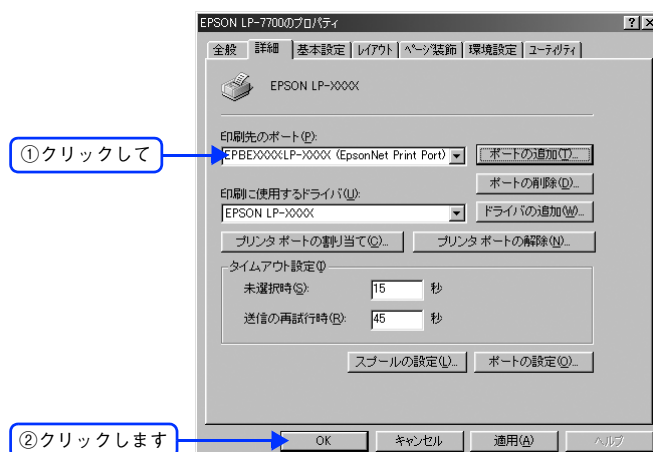 EPSON LP-7700のプロパティ
全般 詳細 基本設定 レイアウト ページ装飾 環境設定 ユーティリティ
EPSON LP-XXXX
印刷先のポート(P):
①クリックして
EPBEXXXX:LP-XXXX (EpsonNet Print Port) ポートの追加(T)...
ポートの削除(D)...
印刷に使用するドライバ(U):
EPSON LP-XXXX ドライバの追加(W)...
プリンタ ポートの割り当て(C)... プリンタ ポートの解除(N)...
タイムアウト設定(I)
未選択時(S): 15 秒
送信の再試行時(R): 45 秒
スプールの設定(L)... ポートの設定(O)...
②クリックします
OK キャンセル 適用(A) ヘルプ